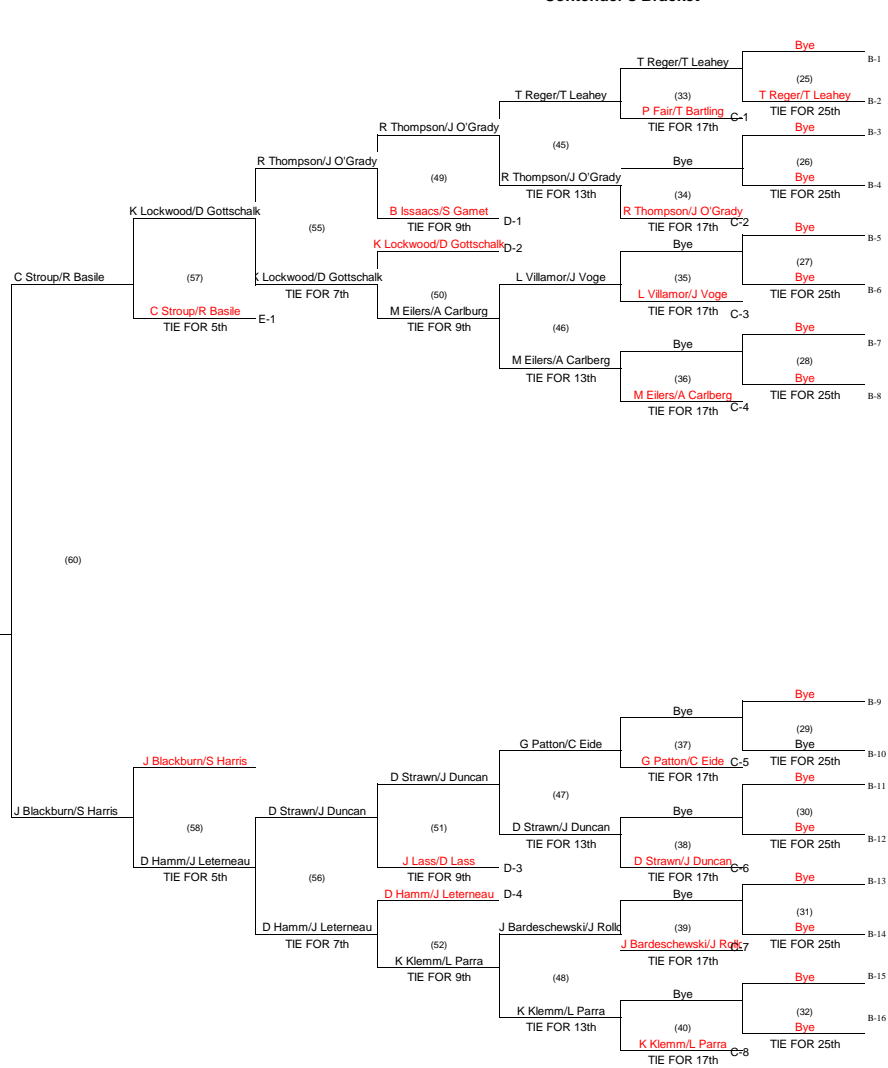 Bye
B-1
T Reger/T Leahey
(25)
T Reger/T Leahey
B-2
T Reger/T Leahey
(33)
P Fair/T Bartling
C-1
TIE FOR 25th
R Thompson/J O'Grady
TIE FOR 17th
Bye
B-3
(45)
R Thompson/J O'Grady
Bye
(26)
(49)
R Thompson/J O'Grady
Bye
B-4
TIE FOR 13th
(34)
TIE FOR 25th
K Lockwood/D Gottschalk
B Issaacs/S Gamet
D-1
R Thompson/J O'Grady
C-2
(55)
TIE FOR 9th
TIE FOR 17th
Bye
B-5
K Lockwood/D Gottschalk
D-2
Bye
(27)
C Stroup/R Basile
(57)
K Lockwood/D Gottschalk
L Villamor/J Voge
(35)
Bye
B-6
TIE FOR 7th
(50)
L Villamor/J Voge
TIE FOR 25th
C Stroup/R Basile
E-1
M Eilers/A Carlburg
TIE FOR 17th
C-3
TIE FOR 5th
TIE FOR 9th
(46)
Bye
B-7
Bye
M Eilers/A Carlberg
(28)
TIE FOR 13th
(36)
Bye
M Eilers/A Carlberg
C-4
TIE FOR 25th
B-8
TIE FOR 17th
(60)
Bye
B-9
Bye
(29)
G Patton/C Eide
(37)
Bye
B-10
J Blackburn/S Harris
G Patton/C Eide
C-5
TIE FOR 25th
D Strawn/J Duncan
TIE FOR 17th
Bye
B-11
(47)
J Blackburn/S Harris
D Strawn/J Duncan
Bye
(30)
(58)
(51)
D Strawn/J Duncan
Bye
B-12
TIE FOR 13th
(38)
TIE FOR 25th
D Hamm/J Leterneau
J Lass/D Lass
D-3
D Strawn/J Duncan
C-6
TIE FOR 5th
(56)
TIE FOR 9th
TIE FOR 17th
Bye
B-13
D Hamm/J Leterneau
D-4
Bye
(31)
D Hamm/J Leterneau
J Bardeschewski/J
(39)
Bye
B-14
TIE FOR 7th
(52)
J Bardeschewski/J
C-7
TIE FOR 25th
K Klemm/L Parra
TIE FOR 17th
TIE FOR 9th
(48)
Bye
B-15
Bye
K Klemm/L Parra
(32)
B-16
TIE FOR 13th
(40)
Bye
K Klemm/L Parra
C-8
TIE FOR 25th
TIE FOR 17th